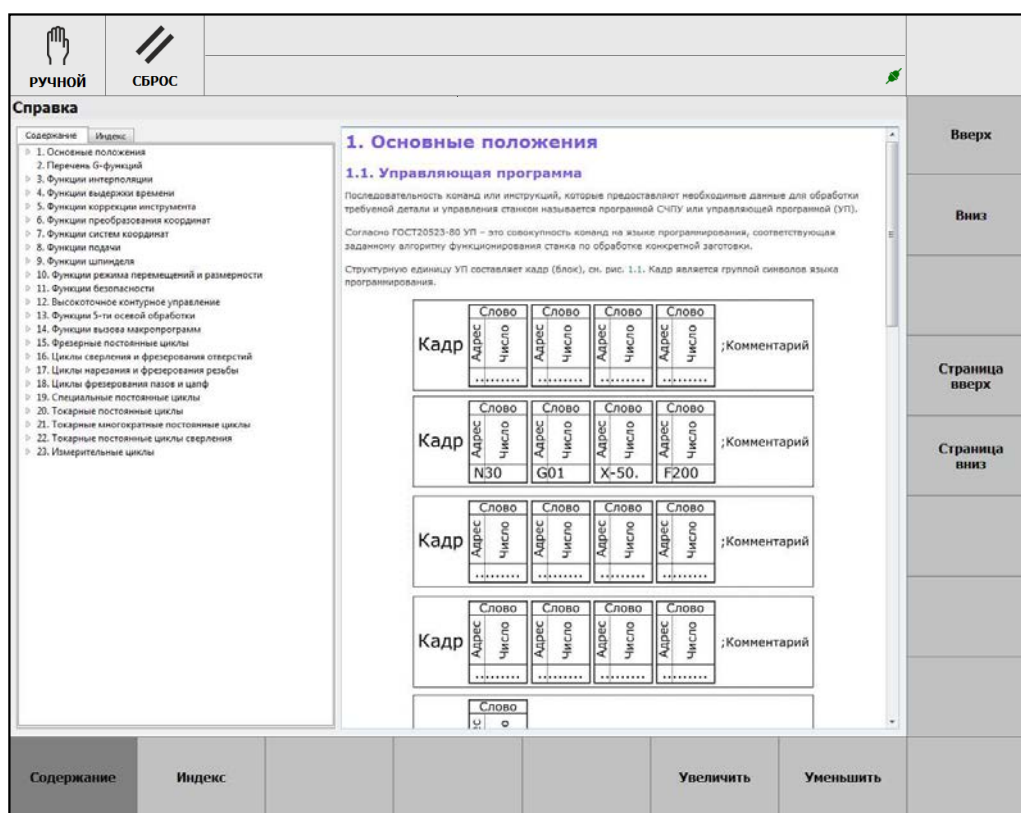 РУЧНОЙ
СБРОС
Справка
Содержание
Индекс
1. Основные положения
2. Перечень G-функций
3. Функции интерполяции
4. Функции выдержки времени
5. Функции коррекции инструмента
6. Функции преобразования координат
7. Функции систем координат
8. Функции подачи
9. Функции шпинделя
10. Функции режима перемещений и размерности
11. Функции безопасности
12. Высокоточное контурное управление
13. Функции 5-ти осевой обработки
14. Функции вызова макропрограмм
15. Фрезерные постоянные циклы
16. Циклы сверления и фрезерования отверстий
17. Циклы нарезания и фрезерования резьбы
18. Циклы фрезерования пазов и цапф
19. Специальные постоянные циклы
20. Токарные постоянные циклы
21. Токарные многократные постоянные циклы
22. Токарные постоянные циклы сверления
23. Измерительные циклы
1. Основные положения
1.1. Управляющая программа
Последовательность команд или инструкций, которые предоставляют необходимые данные для обработки
требуемой детали и управления станком называется программой СЧПУ или управляющей программой (УП).
Согласно ГОСТ20523-80 УП – это совокупность команд на языке программирования, соответствующая
заданному алгоритму функционирования станка по обработке конкретной заготовки.
Структурную единицу УП составляет кадр (блок), см. рис. 1.1. Кадр является группой символов языка
программирования.
Слово Слово Слово Слово
Кадр Адрес Число Адрес Число Адрес Число Адрес Число ;Комментарий
......... ......... ......... .........
Слово Слово Слово Слово
Кадр Адрес Число Адрес Число Адрес Число Адрес Число ;Комментарий
N30 G01 X-50. F200
Слово Слово Слово Слово
Кадр Адрес Число Адрес Число Адрес Число Адрес Число ;Комментарий
......... ......... ......... .........
Слово Слово Слово Слово
Кадр Адрес Число Адрес Число Адрес Число Адрес Число ;Комментарий
......... ......... ......... .........
Слово
Вверх
Вниз
Страница
вверх
Страница
вниз
Содержание
Индекс
Увеличить
Уменьшить